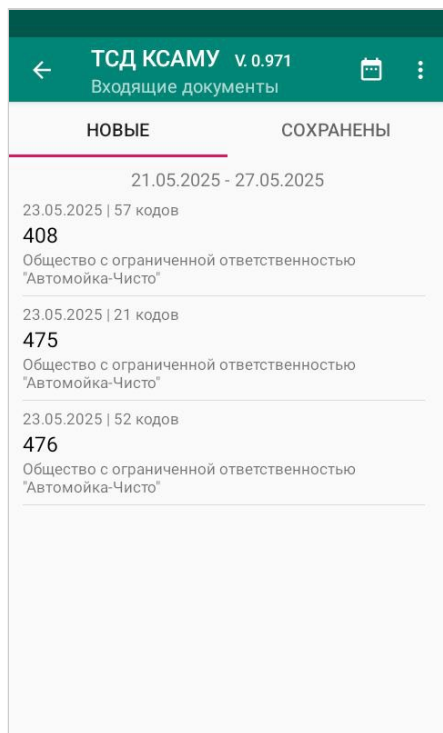 ТСД КСАМУ V. 0.971
Входящие документы
НОВЫЕ СОХРАНЕНЫ
21.05.2025 - 27.05.2025
23.05.2025 | 57 кодов
408
Общество с ограниченной ответственностью
"Автомойка-Чисто"
23.05.2025 | 21 кодов
475
Общество с ограниченной ответственностью
"Автомойка-Чисто"
23.05.2025 | 52 кодов
476
Общество с ограниченной ответственностью
"Автомойка-Чисто"